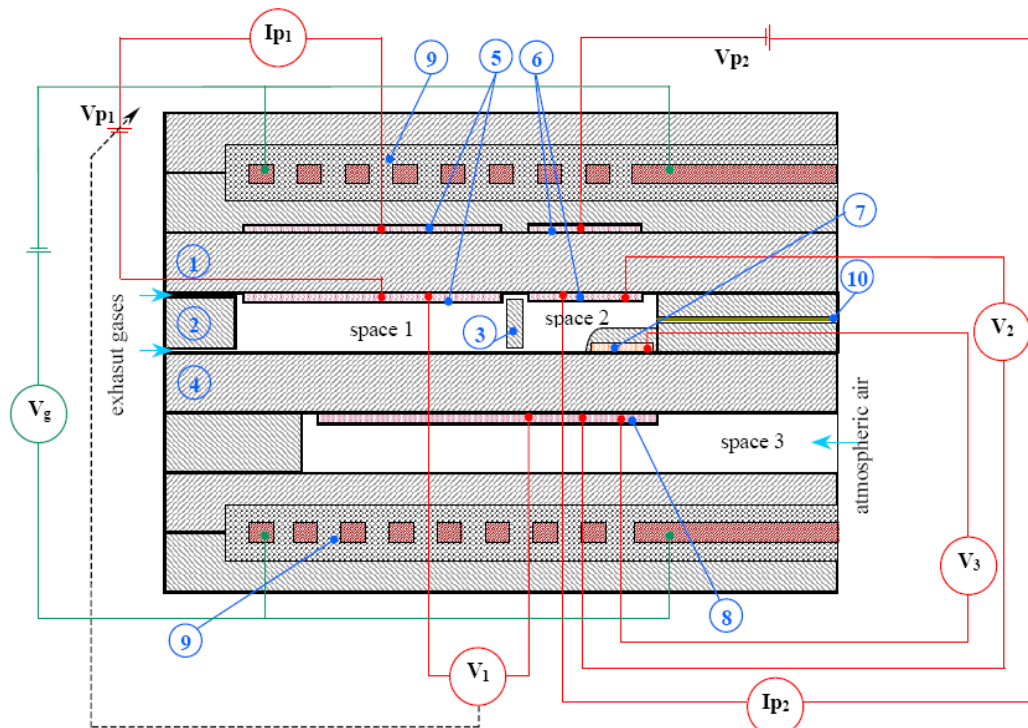 Ip1
Vp2
5
6
9
Vp1
7
1
10
exhasut gases
2
space 1
3
space 2
V2
4
Vg
space 3
atmospheric air
V3
9
8
V1
Ip2